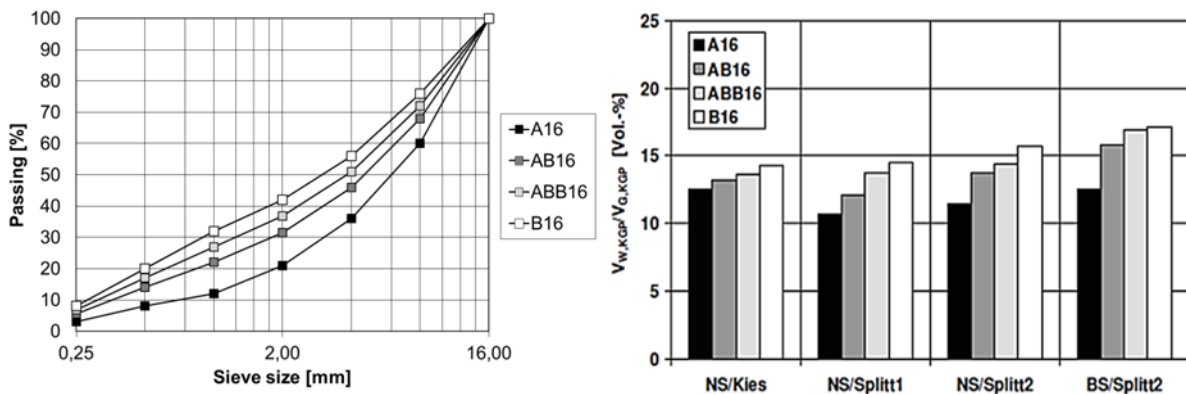 100
90
80
70
60
50
40
30
20
10
0
Passing [%]
0,25
2,00
16,00
Sieve size [mm]
A16
AB16
ABB16
B16
25
20
15
10
5
0
V_W,KGP/V_G,KGP [Vol.-%]
A16
AB16
ABB16
B16
NS/Kies
NS/Splitt1
NS/Splitt2
BS/Splitt2